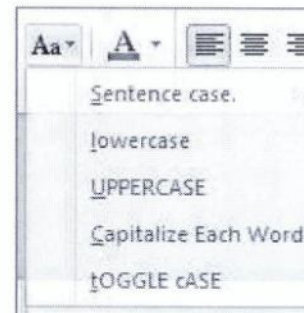 Aa A
Sentence case.
lowercase
UPPERCASE
Capitalize Each Word
tOGGLE cASE